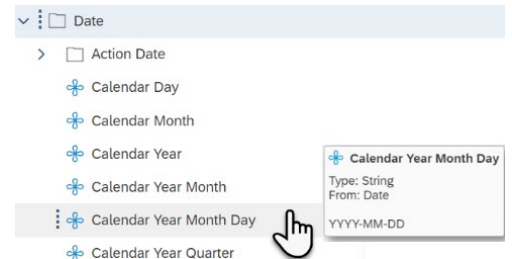 Date
Action Date
Calendar Day
Calendar Month
Calendar Year
Calendar Year Month
Calendar Year Month Day
Calendar Year Quarter
Calendar Year Month Day
Type: String
From: Date
YYYY-MM-DD